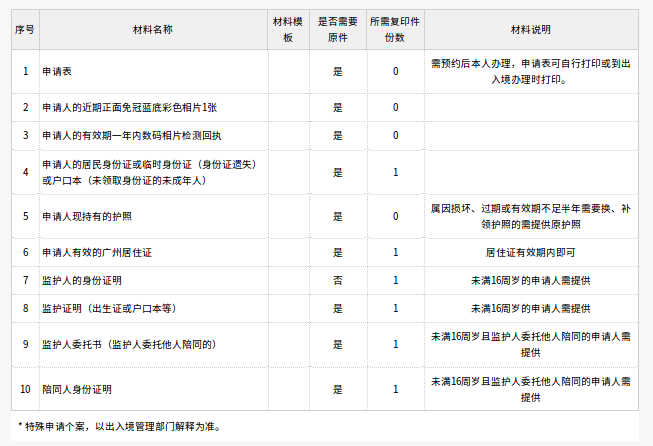 序号 材料名称 材料模板 是否需要原件 所需复印件份数 材料说明
1 申请表 是 0 需预约后本人办理，申请表可自行打印或到出入境办理时打印。
2 申请人的近期正面免冠蓝底彩色相片1张 是 0
3 申请人的有效期一年内数码相片检测回执 是 0
4 申请人的居民身份证或临时身份证（身份证遗失）或户口本（未领取身份证的未成年人） 是 1
5 申请人现持有的护照 是 0 属因损坏、过期或有效期不足半年需要换、补领护照的需提供原护照
6 申请人有效的广州居住证 是 1 居住证有效期内即可
7 监护人的身份证明 否 1 未满16周岁的申请人需提供
8 监护证明（出生证或户口本等） 是 1 未满16周岁的申请人需提供
9 监护人委托书（监护人委托他人陪同的） 是 1 未满16周岁且监护人委托他人陪同的申请人需提供
10 陪同人身份证明 是 1 未满16周岁且监护人委托他人陪同的申请人需提供
* 特殊申请个案，以出入境管理部门解释为准。